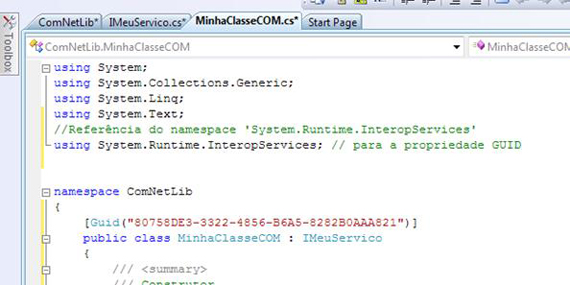 ComNetLib* IMeuServico.cs* MinhaClasseCOM.cs* Start Page
Toolbox
ComNetLib.MinhaClasseCOM MinhaClasseCOM
using System;
using System.Collections.Generic;
using System.Linq;
using System.Text;
//Referência do namespace 'System.Runtime.InteropServices'
using System.Runtime.InteropServices; // para a propriedade GUID
namespace ComNetLib
{
[Guid("80758DE3-3322-4856-B6A5-8282B0AAA821")]
public class MinhaClasseCOM : IMeuServico
{
/// <summary>
/// Construtor